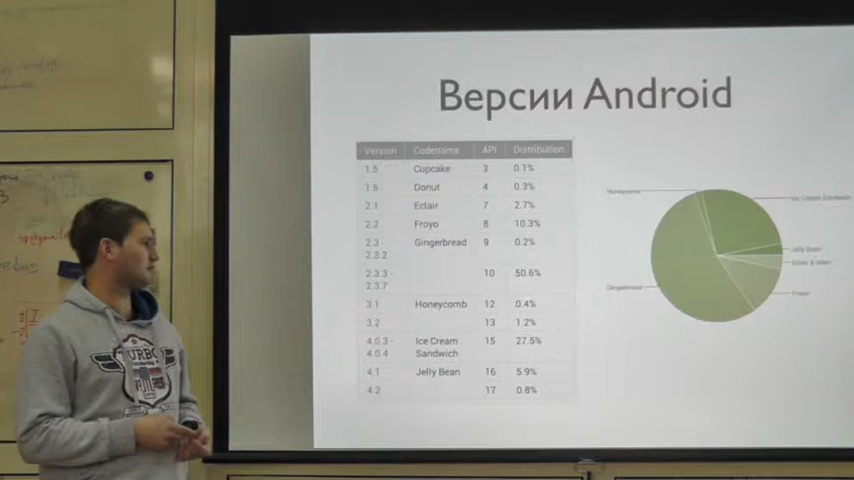 Версии Android
Version Codename API Distribution
1.5 Cupcake 3 0.1%
1.6 Donut 4 0.3%
2.1 Eclair 7 2.7%
2.2 Froyo 8 10.3%
2.3 - Gingerbread 9 0.2%
2.3.2
2.3.3 - 10 50.6%
2.3.7
3.1 Honeycomb 12 0.4%
3.2 13 1.2%
4.0.3 - Ice Cream 15 27.5%
4.0.4 Sandwich
4.1 Jelly Bean 16 5.9%
4.2 17 0.8%
Honeycomb
Ice Cream Sandwich
Jelly Bean
Eclair & older
Gingerbread
Froyo
TURBO